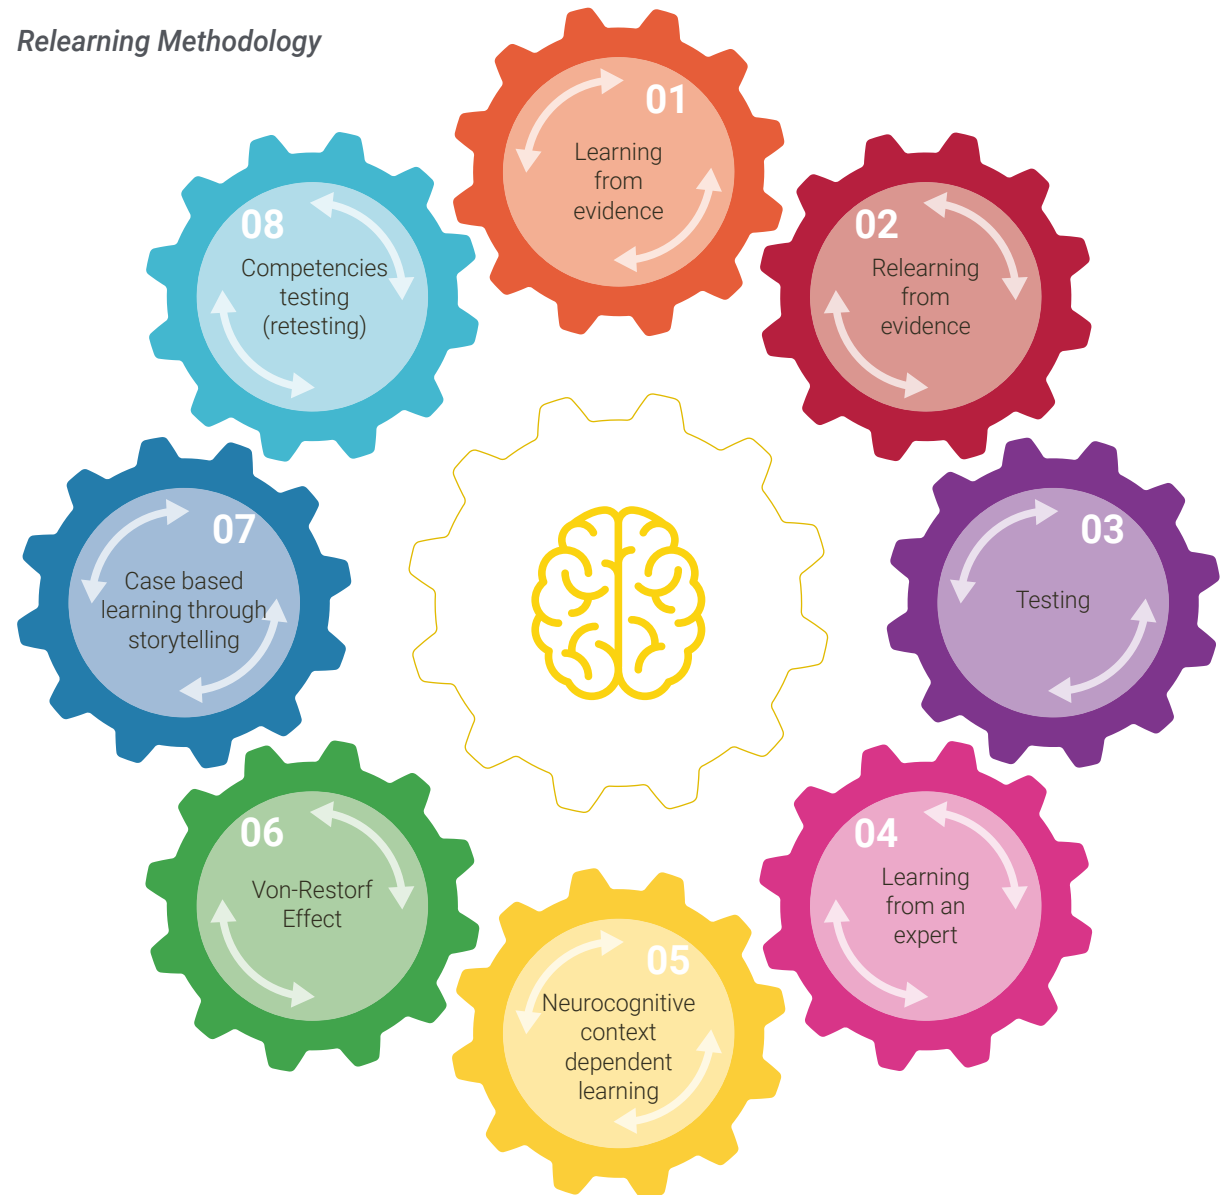 Relearning Methodology
01
Learning
from
evidence
02
Relearning
from
evidence
03
Testing
04
Learning
from an
expert
05
Neurocognitive
context
dependent
learning
06
Von-Restorf
Effect
07
Case based
learning through
storytelling
08
Competencies
testing
(retesting)